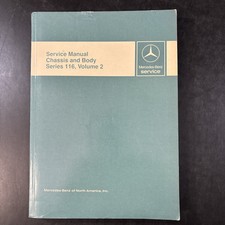 Service Manual
Chassis and Body
Series 116, Volume 2
Mercedes-Benz
service
Mercedes-Benz of North America, Inc.